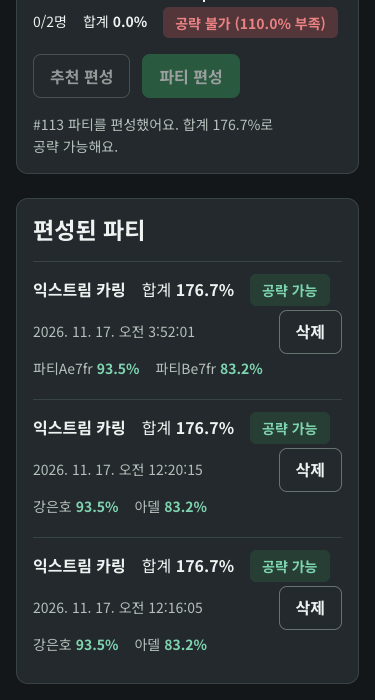 0/2명 합계 0.0% 공략 불가 (110.0% 부족)
추천 편성 파티 편성
#113 파티를 편성했어요. 합계 176.7%로
공략 가능해요.
편성된 파티
익스트림 카링 합계 176.7% 공략 가능
2026. 11. 17. 오전 3:52:01 삭제
파티Ae7fr 93.5% 파티Be7fr 83.2%
익스트림 카링 합계 176.7% 공략 가능
2026. 11. 17. 오전 12:20:15 삭제
강은호 93.5% 아델 83.2%
익스트림 카링 합계 176.7% 공략 가능
2026. 11. 17. 오전 12:16:05 삭제
강은호 93.5% 아델 83.2%